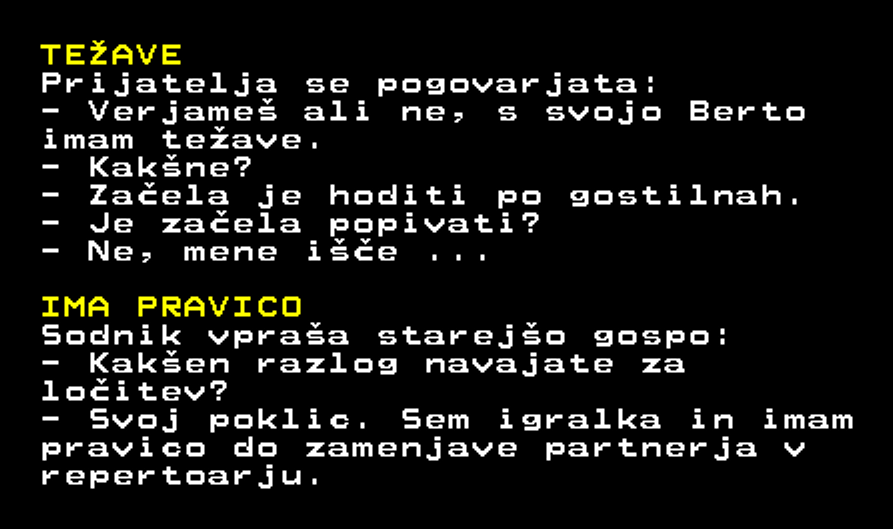 TEŽAVE
Prijatelja se pogovarjata:
- Verjameš ali ne, s svojo Berto
imam težave.
- Kakšne?
- Začela je hoditi po gostilnah.
- Je začela popivati?
- Ne, mene išče ...
IMA PRAVICO
Sodnik vpraša starejšo gospo:
- Kakšen razlog navajate za
ločitev?
- Svoj poklic. Sem igralka in imam
pravico do zamenjave partnerja v
repertoarju.